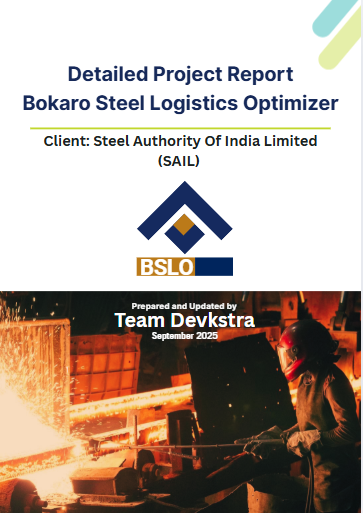 Detailed Project Report
Bokaro Steel Logistics Optimizer
Client: Steel Authority Of India Limited
(SAIL)
BSLO
Prepared and Updated by
Team Devkstra
September 2025